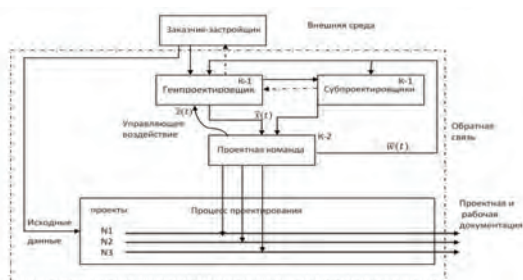 Заказчик-застройщик
Внешняя среда
К-1
Генпроектировщик
К-1
Субпроектировщики
(t)
(t)
Управляющее
воздействие
К-2
Проектная команда
(t)
Обратная
связь
Проектная и
рабочая
документация
Исходные
данные
проекты
Процесс проектирования
N1
N2
N3